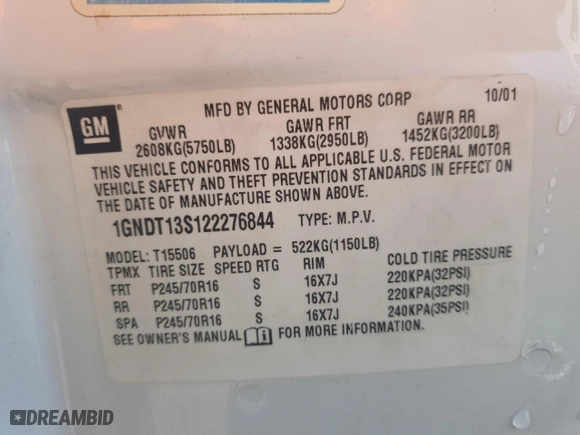 GM
MFD BY GENERAL MOTORS CORP 10/01
GVWR GAWR FRT GAWR RR
2608KG(5750LB) 1338KG(2950LB) 1452KG(3200LB)
THIS VEHICLE CONFORMS TO ALL APPLICABLE U.S. FEDERAL MOTOR
VEHICLE SAFETY AND THEFT PREVENTION STANDARDS IN EFFECT ON
THE DATE OF MANUFACTURE SHOWN ABOVE.
1GNDT13S122276844 TYPE: M.P.V.
MODEL: T15506 PAYLOAD = 522KG(1150LB)
TPMX TIRE SIZE SPEED RTG RIM COLD TIRE PRESSURE
FRT P245/70R16 S 16X7J 220KPA(32PSI)
RR P245/70R16 S 16X7J 220KPA(32PSI)
SPA P245/70R16 S 16X7J 240KPA(35PSI)
SEE OWNER'S MANUAL FOR MORE INFORMATION.
DREAMBID